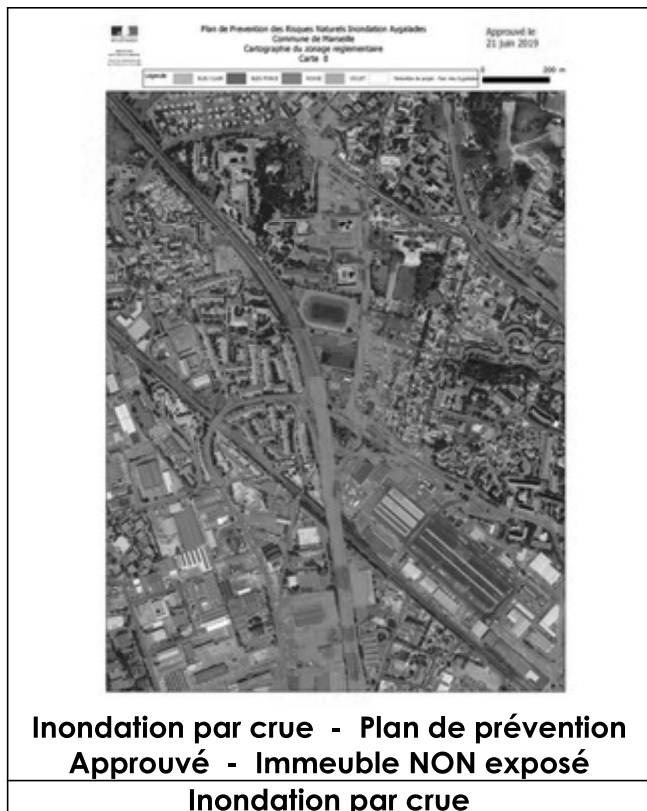 Plan de Prevention des Risques Naturels Inondation Aygalades
Commune de Marseille
Cartographie du zonage reglementaire
Carte 8
Approuvé le
21 juin 2019
Légende
BLEU CLAIR
BLEU FONCE
ROUGE
VIOLET
0 200 m
Inondation par crue - Plan de prévention
Approuvé - Immeuble NON exposé
Inondation par crue